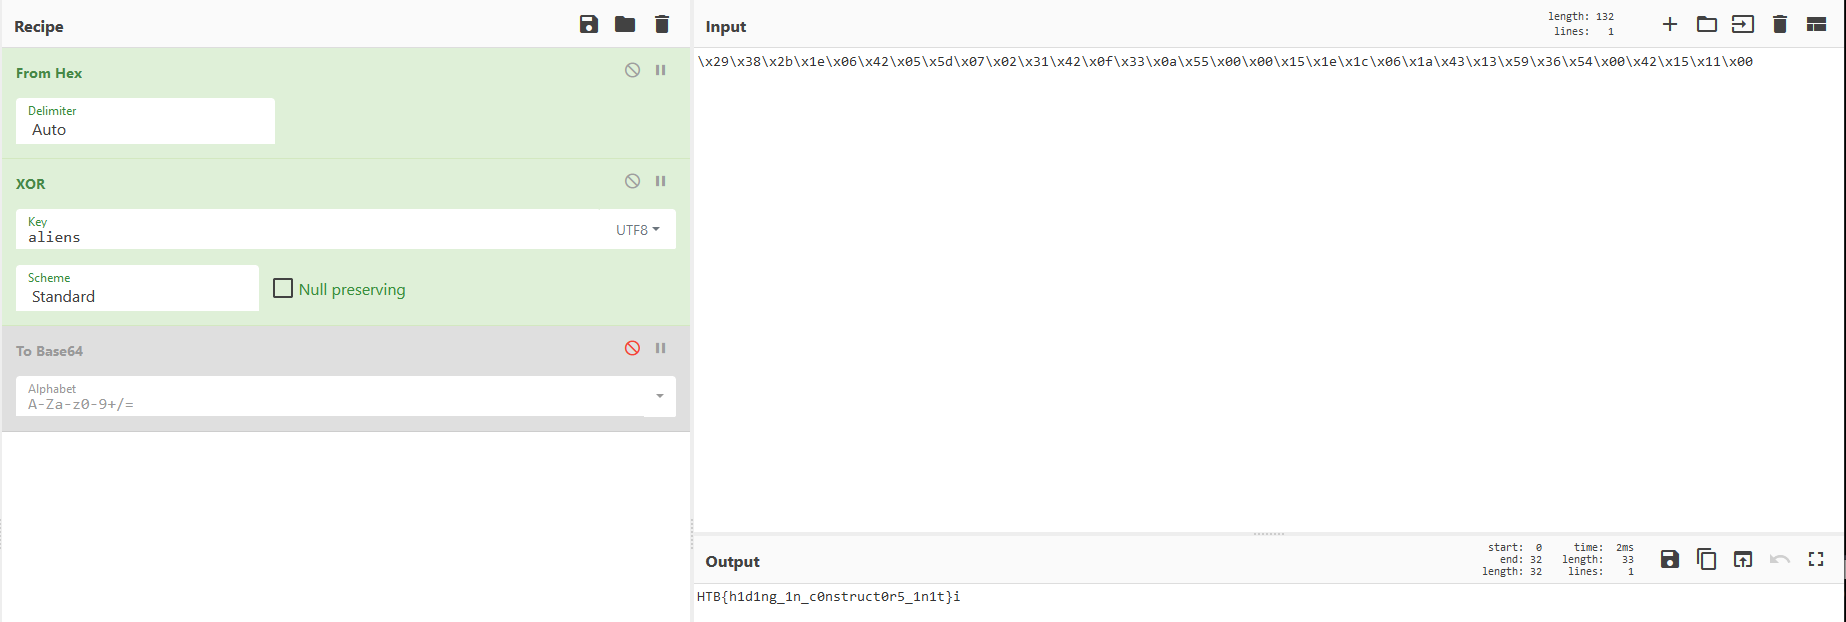 Recipe
From Hex
Delimiter
Auto
XOR
Key
aliens
UTF8
Scheme
Standard
Null preserving
To Base64
Alphabet
A-Za-z0-9+/=
Input
length: 132
lines: 1
\x29\x38\x2b\x1e\x06\x42\x05\x5d\x07\x02\x31\x42\x0f\x33\x0a\x55\x00\x00\x15\x1e\x1c\x06\x1a\x43\x13\x59\x36\x54\x00\x42\x15\x11\x00
Output
start: 0 time: 2ms
end: 32 length: 33
length: 32 lines: 1
HTB{h1d1ng_1n_c0nstruct0r5_1n1t}i